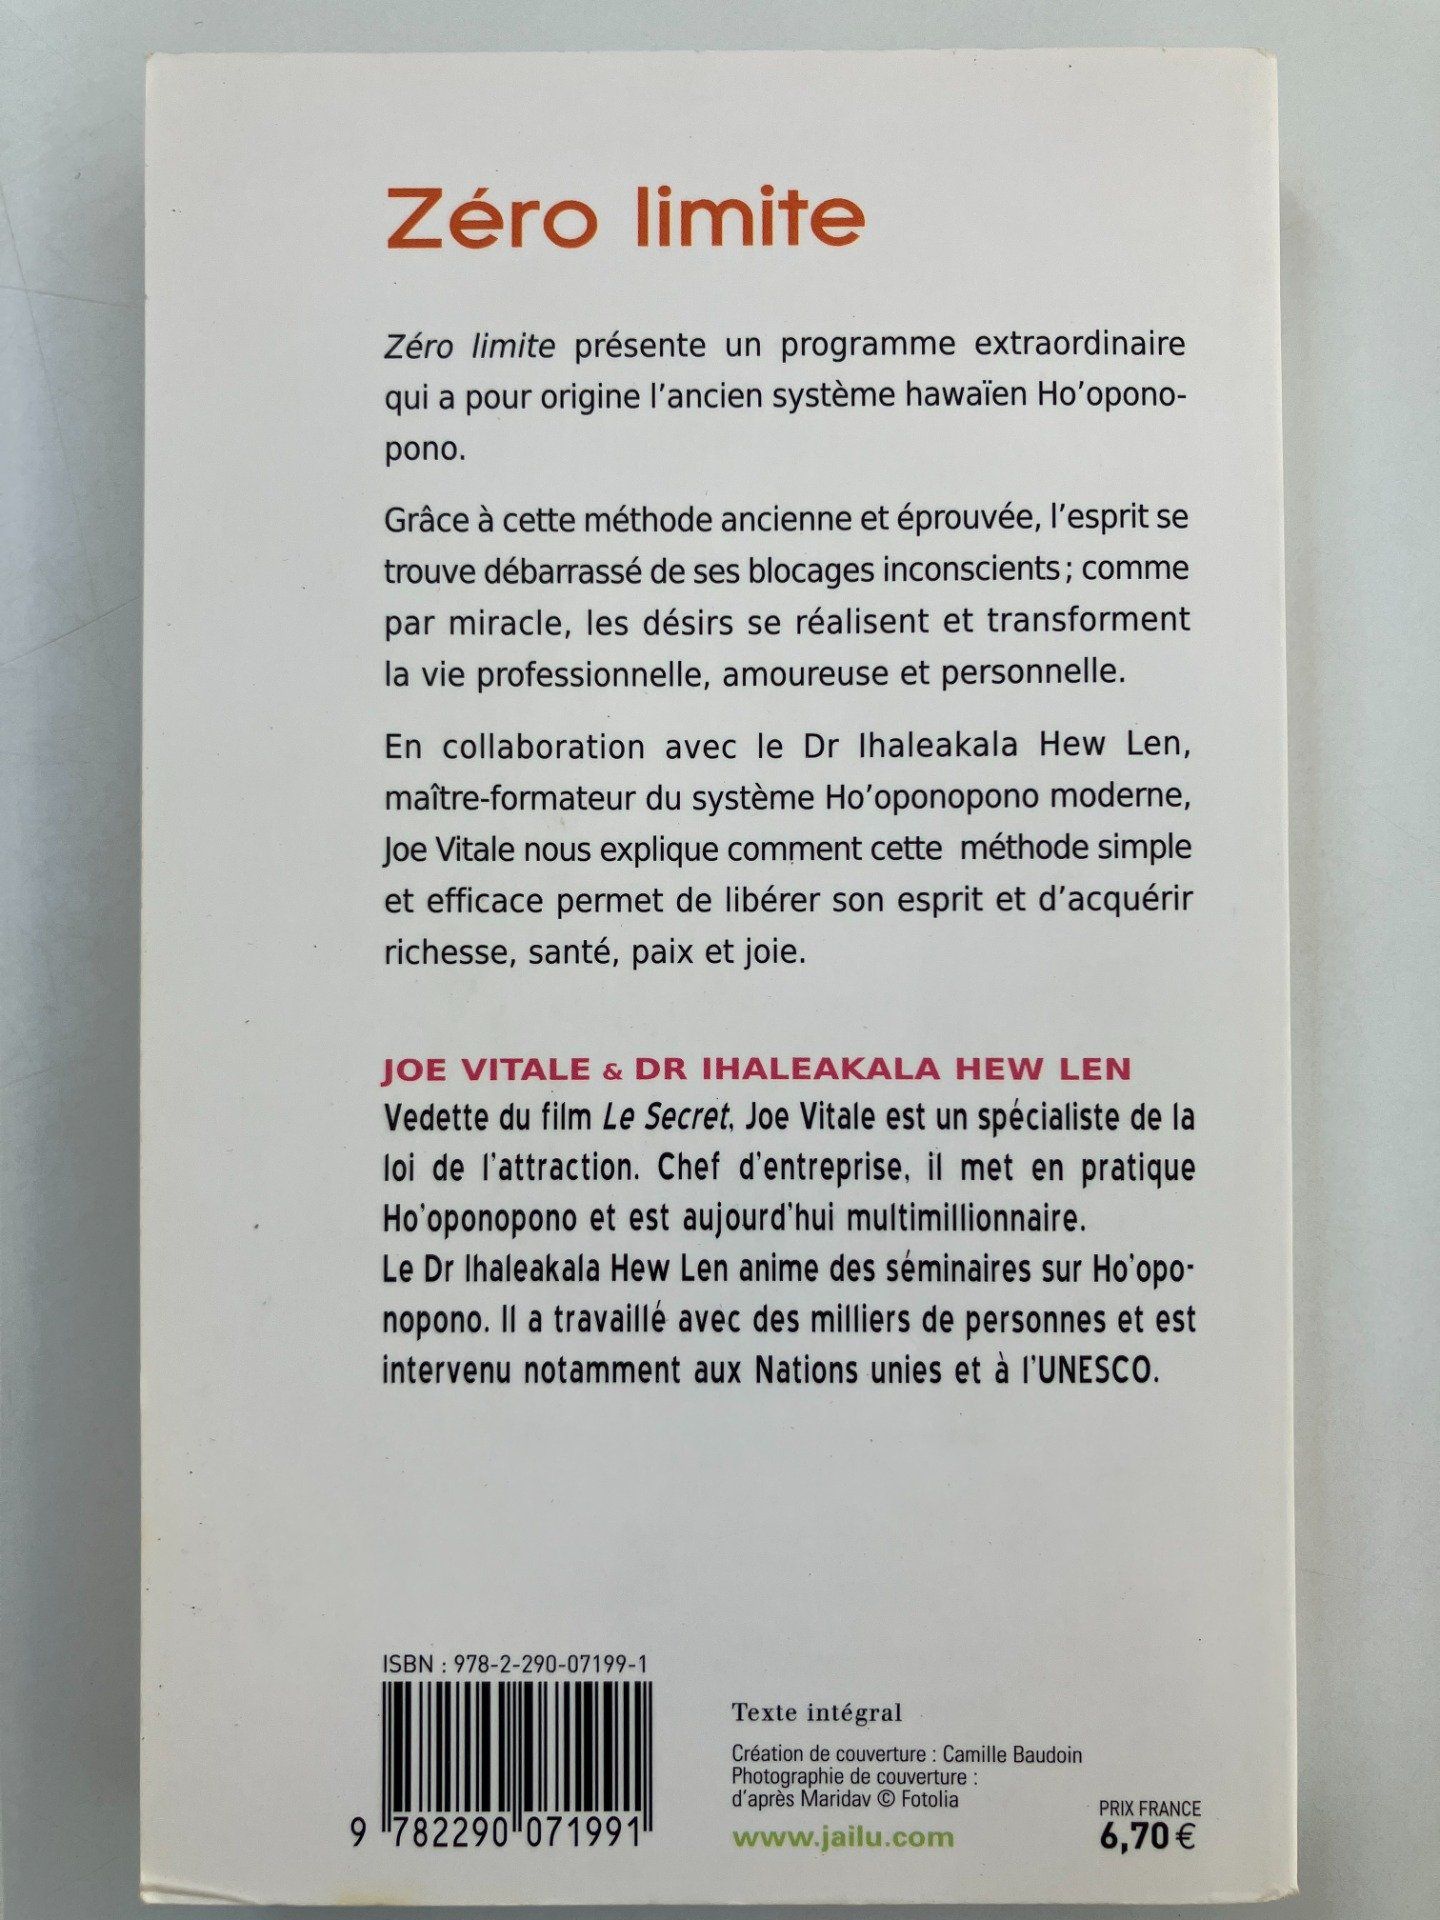 Zéro limite
Zéro limite présente un programme extraordinaire
qui a pour origine l'ancien système hawaïen Ho'opono-
pono.
Grâce à cette méthode ancienne et éprouvée, l'esprit se
trouve débarrassé de ses blocages inconscients ; comme
par miracle, les désirs se réalisent et transforment
la vie professionnelle, amoureuse et personnelle.
En collaboration avec le Dr Ihaleakala Hew Len,
maître-formateur du système Ho'oponopono moderne,
Joe Vitale nous explique comment cette méthode simple
et efficace permet de libérer son esprit et d'acquérir
richesse, santé, paix et joie.
JOE VITALE & DR IHALEAKALA HEW LEN
Vedette du film Le Secret, Joe Vitale est un spécialiste de la
loi de l'attraction. Chef d'entreprise, il met en pratique
Ho'oponopono et est aujourd'hui multimillionnaire.
Le Dr Ihaleakala Hew Len anime des séminaires sur Ho'opo-
nopono. Il a travaillé avec des milliers de personnes et est
intervenu notamment aux Nations unies et à l'UNESCO.
ISBN : 978-2-290-07199-1
9 782290 071991
Texte intégral
Création de couverture : Camille Baudoin
Photographie de couverture :
d'après Maridav © Fotolia
www.jailu.com
PRIX FRANCE
6,70 €